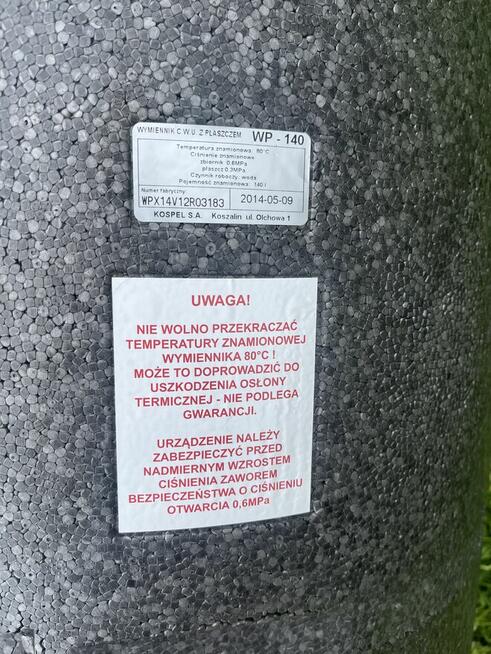 WYMIENNIK C.W.U. Z PŁASZCZEM WP - 140
Temperatura znamionowa: 80°C
Ciśnienie znamionowe:
zbiornik 0,6MPa
płaszcz 0,3MPa
Czynnik roboczy: woda
Pojemność znamionowa: 140 l
Numer fabryczny:
WPX14V12R03183 2014-05-09
KOSPEL S.A. Koszalin ul. Olchowa 1
UWAGA!
NIE WOLNO PRZEKRACZAĆ
TEMPERATURY ZNAMIONOWEJ
WYMIENNIKA 80°C !
MOŻE TO DOPROWADZIĆ DO
USZKODZENIA OSŁONY
TERMICZNEJ - NIE PODLEGA
GWARANCJI.
URZĄDZENIE NALEŻY
ZABEZPIECZYĆ PRZED
NADMIERNYM WZROSTEM
CIŚNIENIA ZAWOREM
BEZPIECZEŃSTWA O CIŚNIENIU
OTWARCIA 0,6MPa